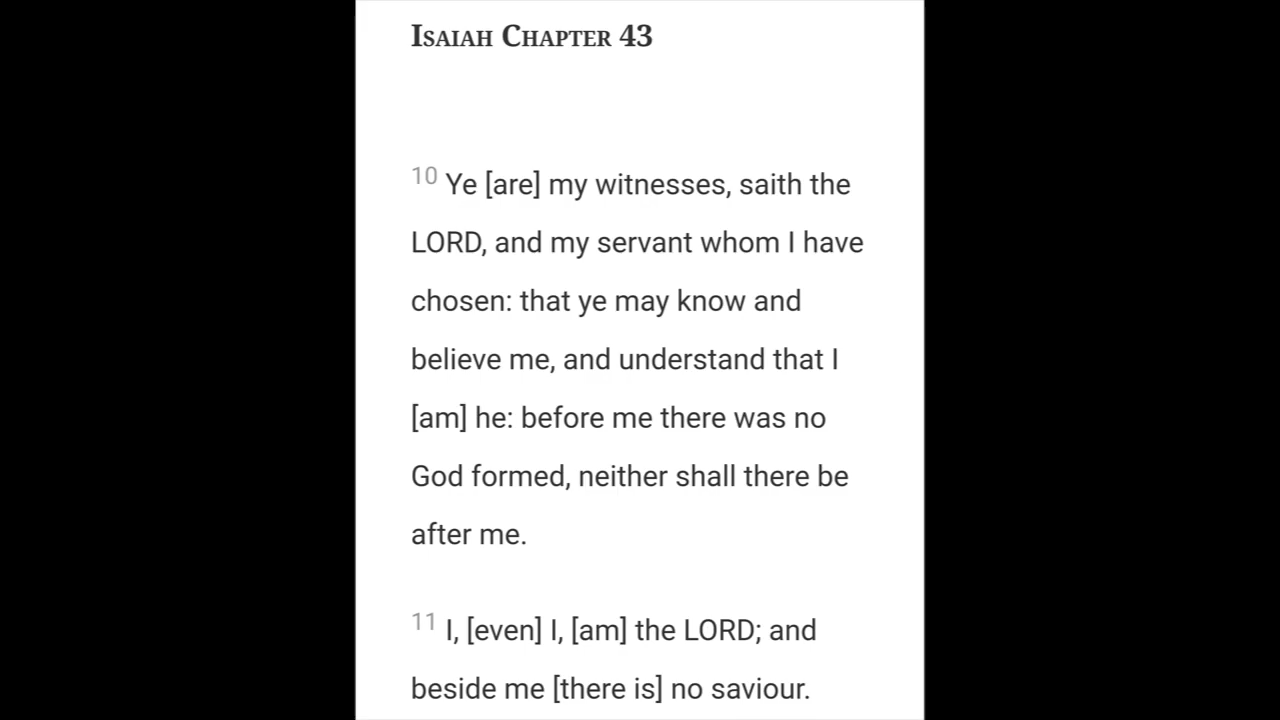 Isaiah Chapter 43
10 Ye [are] my witnesses, saith the
LORD, and my servant whom I have
chosen: that ye may know and
believe me, and understand that I
[am] he: before me there was no
God formed, neither shall there be
after me.
11 I, [even] I, [am] the LORD; and
beside me [there is] no saviour.